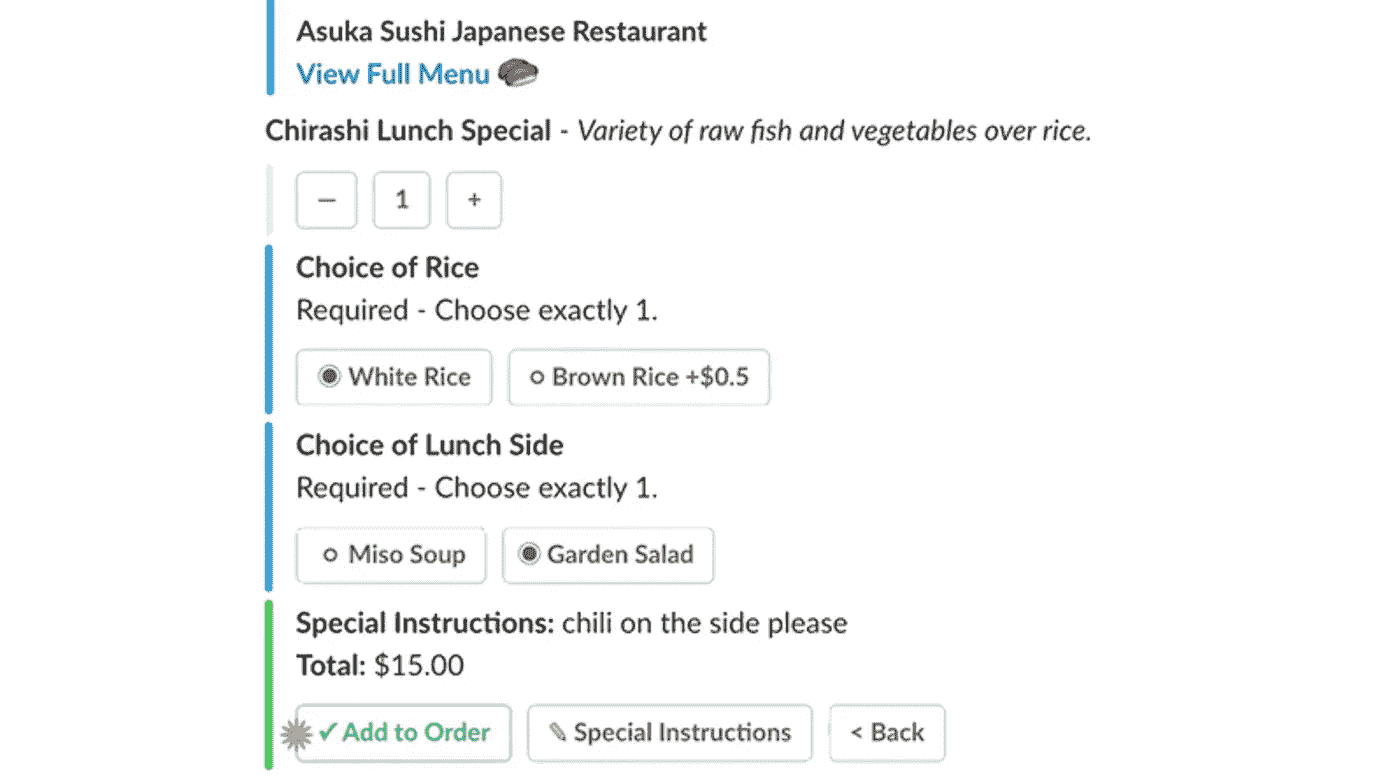 Asuka Sushi Japanese Restaurant
View Full Menu
Chirashi Lunch Special - Variety of raw fish and vegetables over rice.
– 1 +
Choice of Rice
Required - Choose exactly 1.
White Rice Brown Rice +$0.5
Choice of Lunch Side
Required - Choose exactly 1.
Miso Soup Garden Salad
Special Instructions: chili on the side please
Total: $15.00
✓ Add to Order ✎ Special Instructions < Back